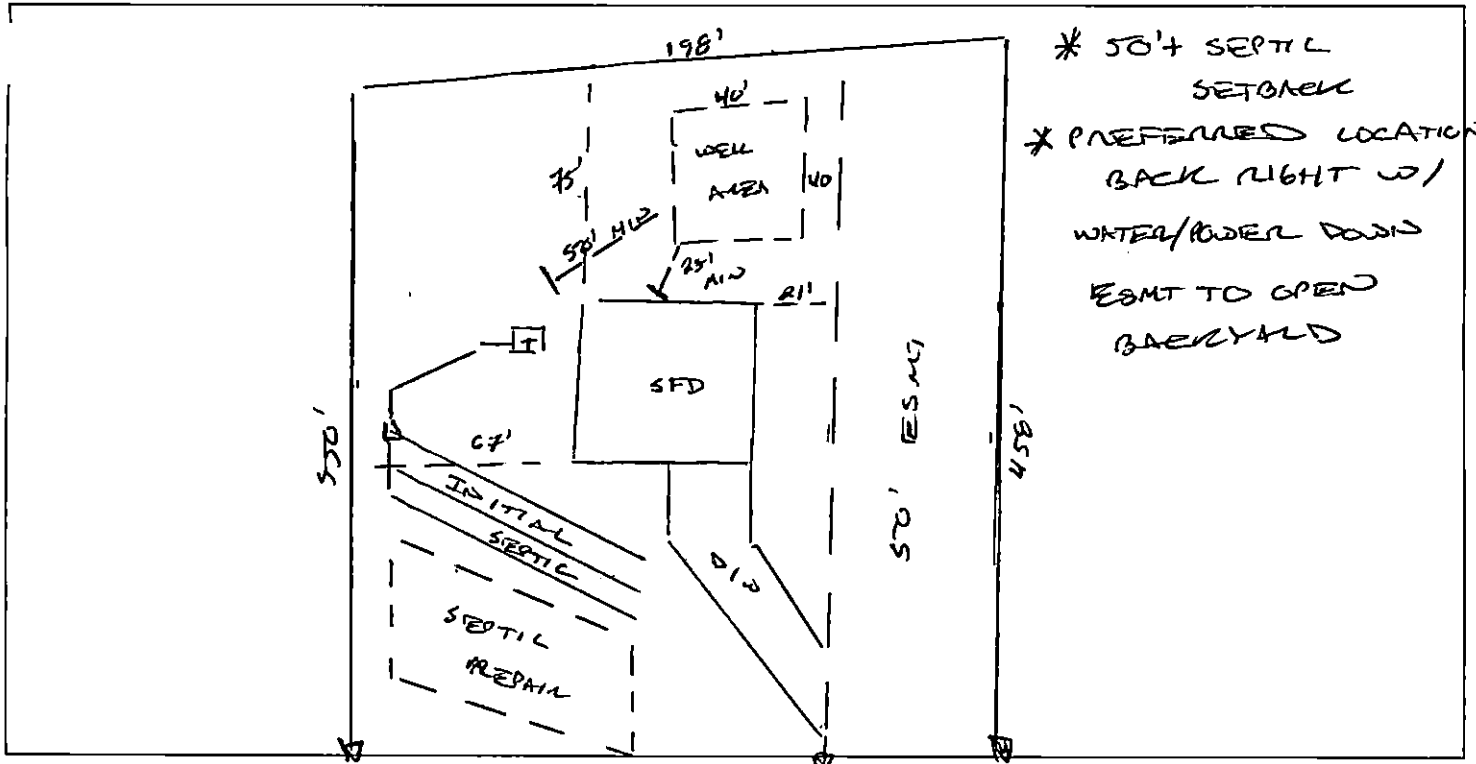 198'
* 50'+ SEPTIC
SETBACK
* PREFERRED LOCATION
BACK RIGHT W/
WATER/POWER DOWN
ESMT TO OPEN
BACKYARD
40'
WELL
AREA
40
75'
50' MIN
25'
MIN
21'
T
SFD
67'
INITIAL
SEPTIC
SEPTIC
REPAIR
D/W
50' ESMT
550'
458'